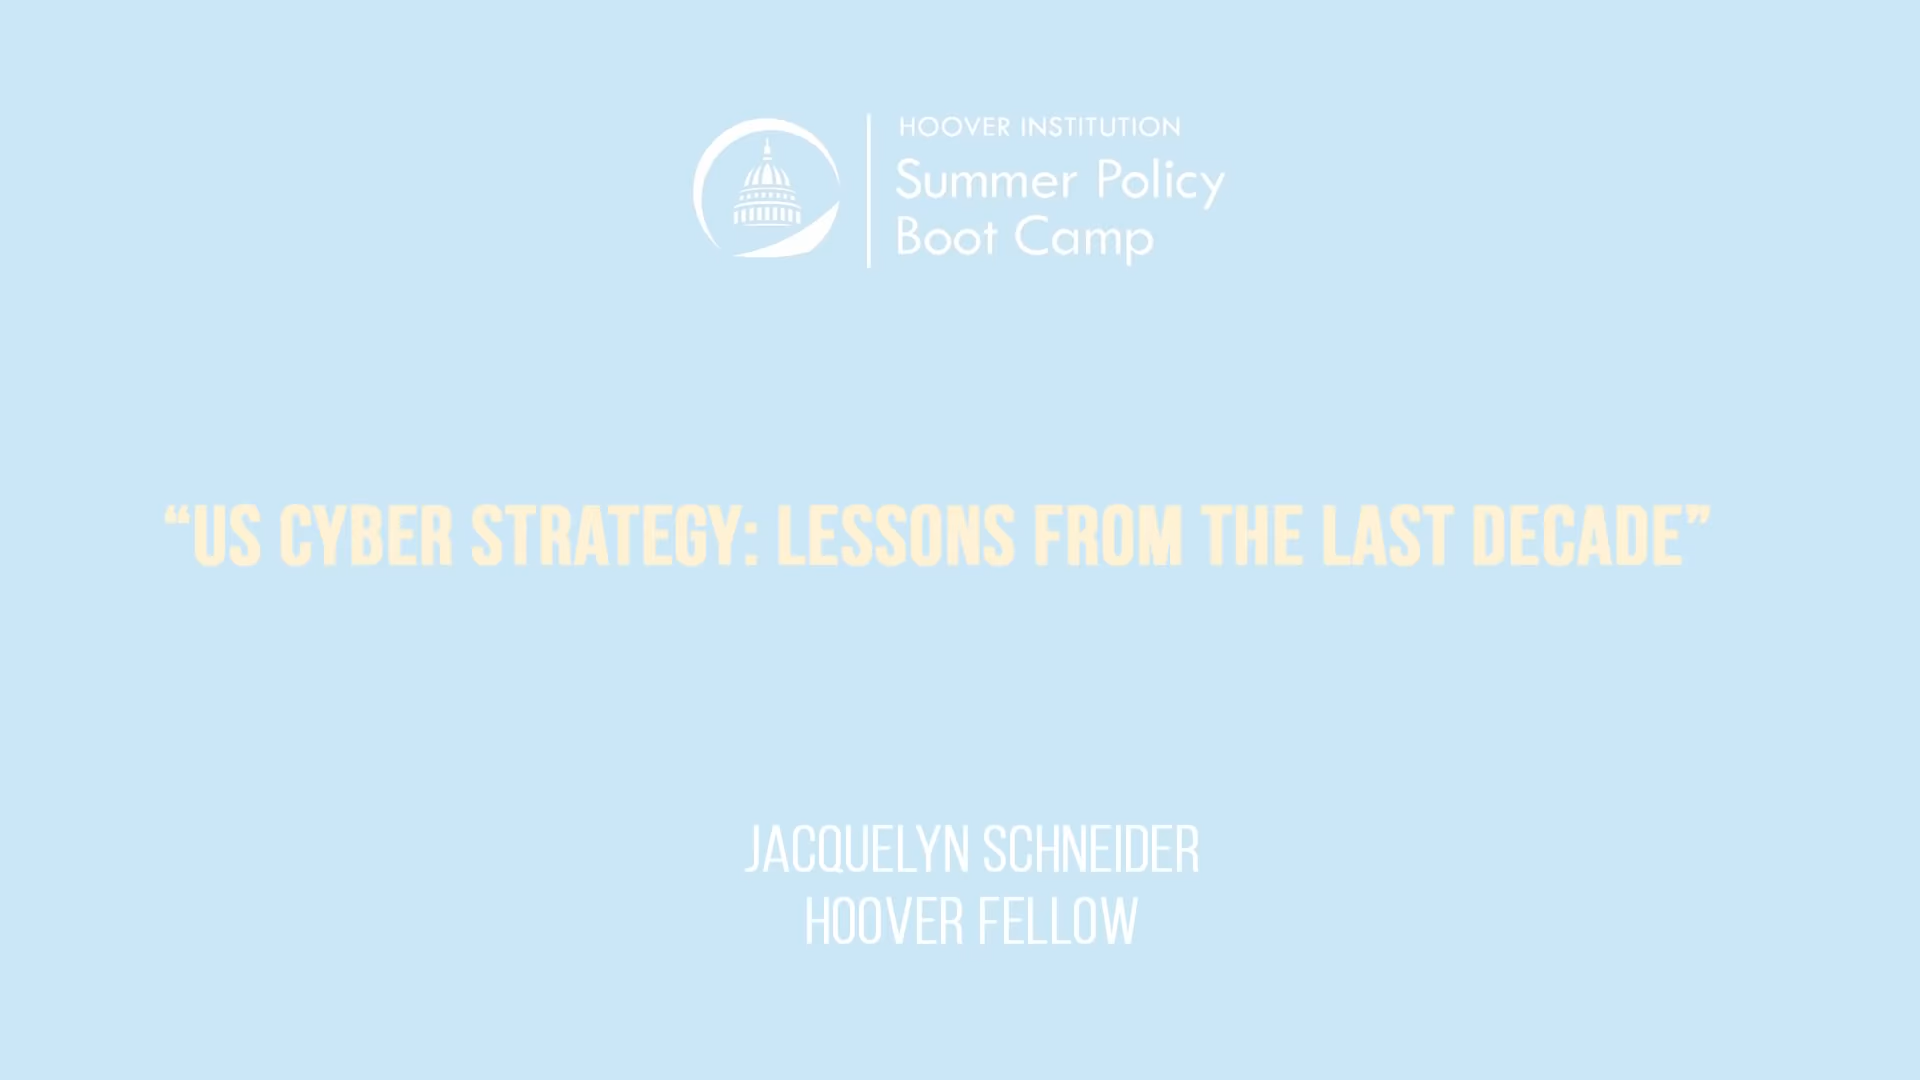 HOOVER INSTITUTION
Summer Policy
Boot Camp
“US CYBER STRATEGY: LESSONS FROM THE LAST DECADE”
JACQUELYN SCHNEIDER
HOOVER FELLOW